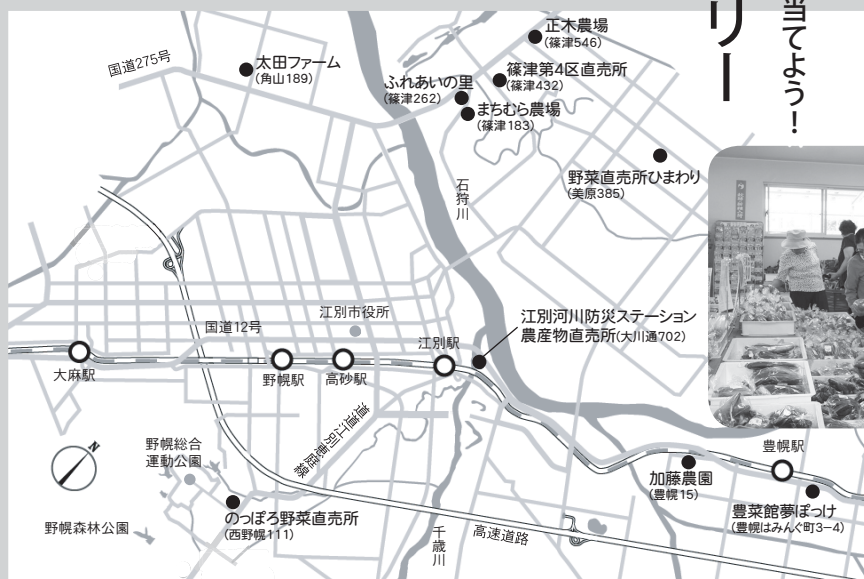 当てよう！
リー
国道275号
太田ファーム
(角山189)
正木農場
(篠津546)
篠津第4区直売所
(篠津432)
ふれあいの里
(篠津262)
まちむら農場
(篠津183)
野菜直売所ひまわり
(美原385)
石狩川
江別河川防災ステーション
農産物直売所(大川通702)
江別市役所
国道12号
江別駅
大麻駅
野幌駅
高砂駅
道道江別恵庭線
野幌総合
運動公園
N
のっぽろ野菜直売所
(西野幌111)
野幌森林公園
千歳川
高速道路
加藤農園
(豊幌15)
豊幌駅
豊菜館夢ぽっけ
(豊幌はみんぐ町3−4)